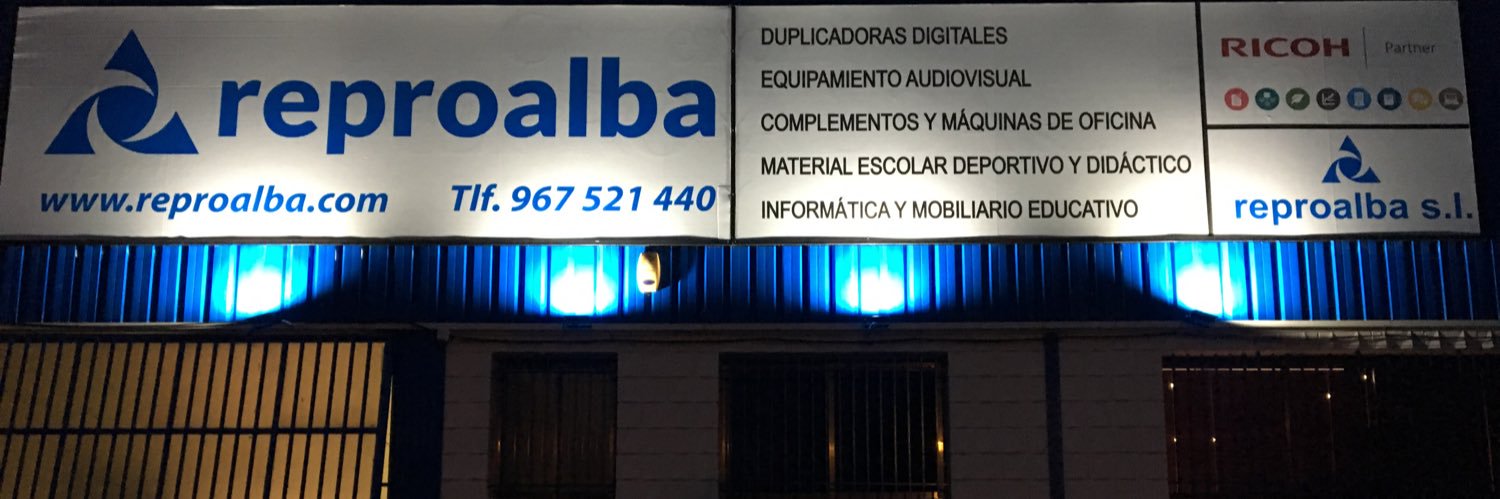 reproalba
www.reproalba.com Tlf. 967 521 440
DUPLICADORAS DIGITALES
EQUIPAMIENTO AUDIOVISUAL
COMPLEMENTOS Y MÁQUINAS DE OFICINA
MATERIAL ESCOLAR DEPORTIVO Y DIDÁCTICO
INFORMÁTICA Y MOBILIARIO EDUCATIVO
RICOH Partner
reproalba s.l.